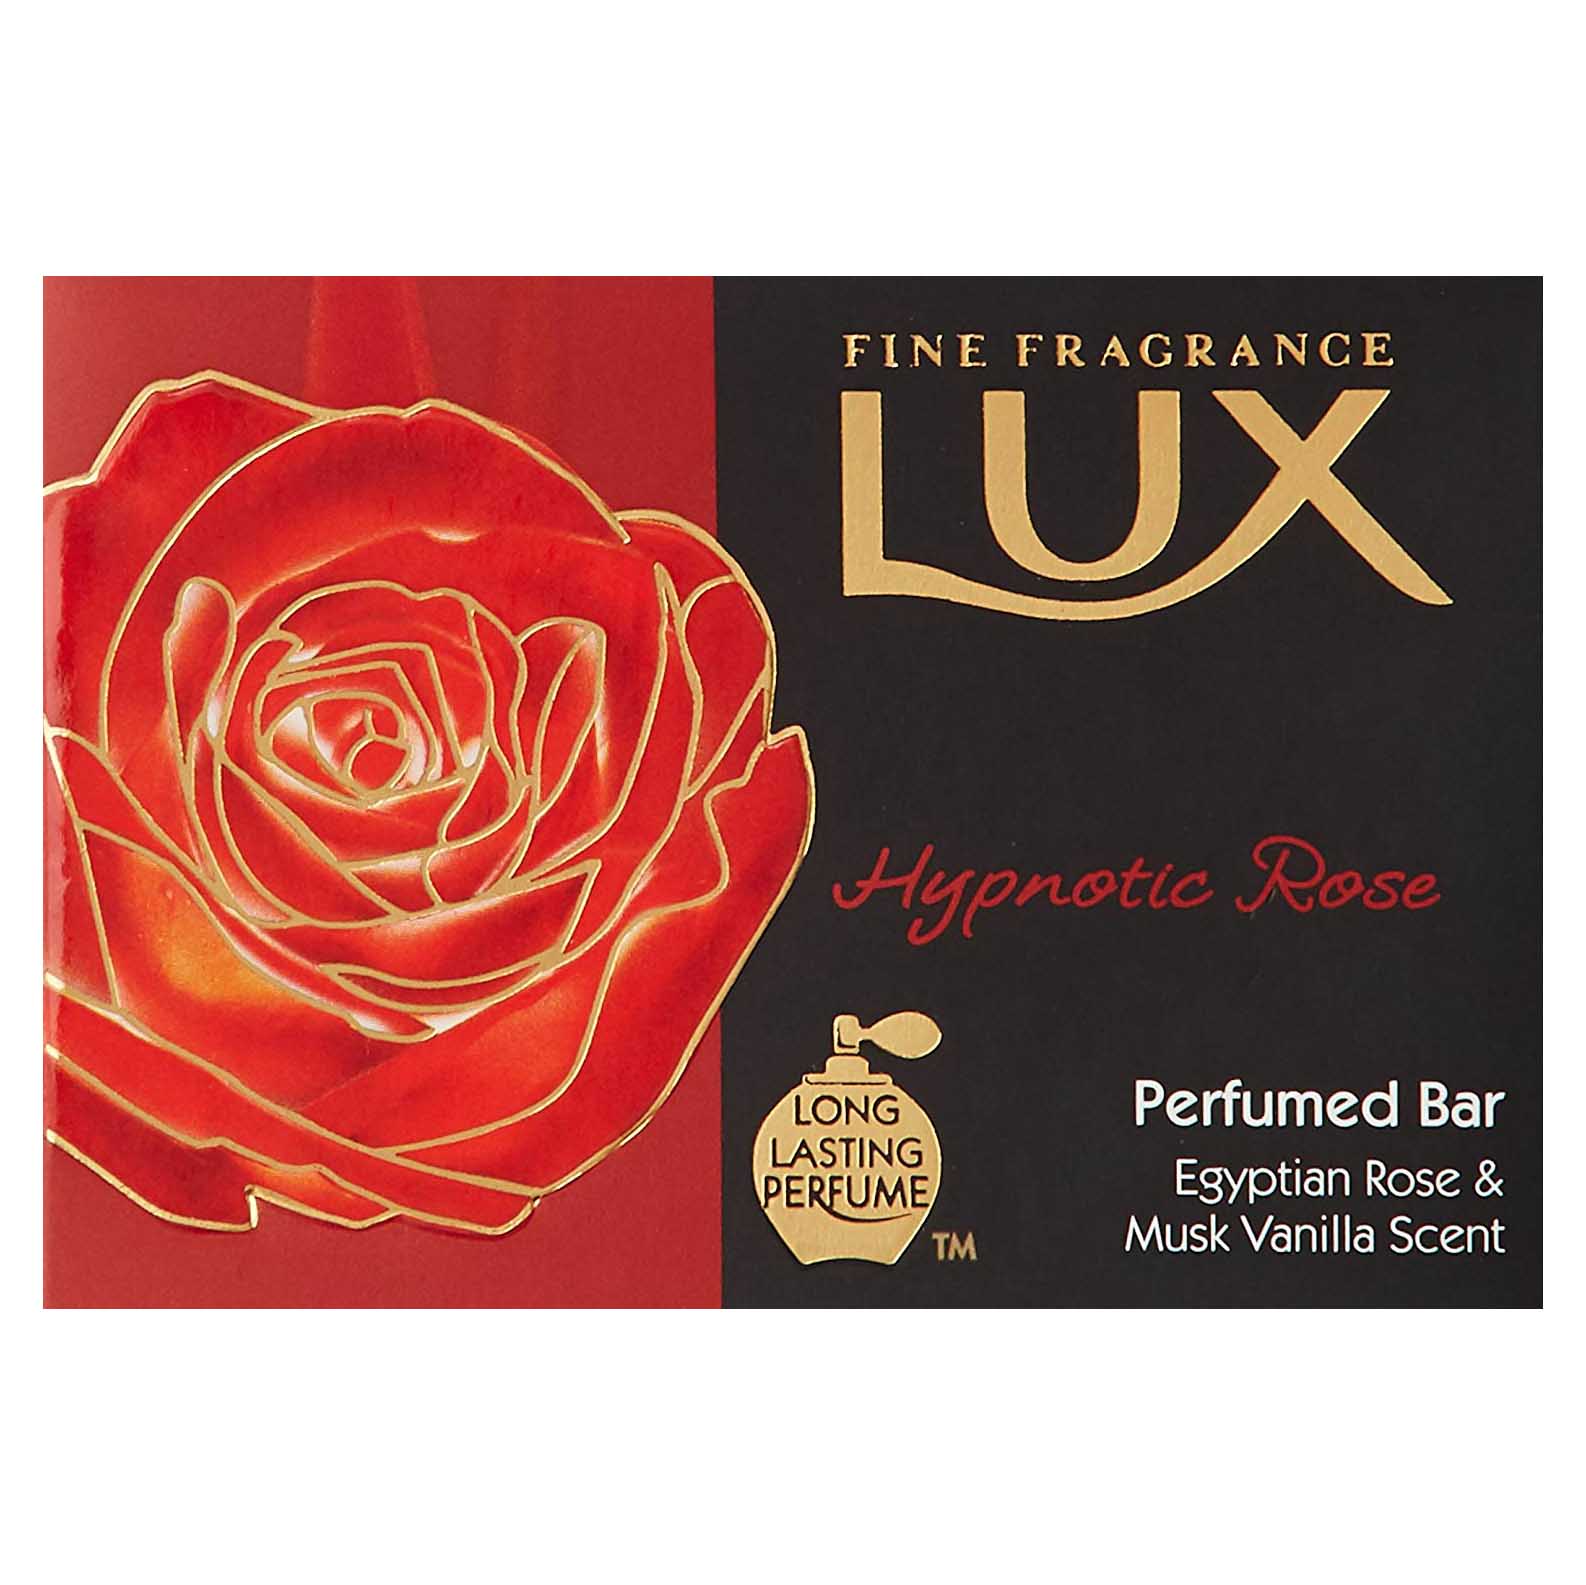 FINE FRAGRANCE
LUX
Hypnotic Rose
LONG
LASTING
PERFUME
TM
Perfumed Bar
Egyptian Rose &
Musk Vanilla Scent